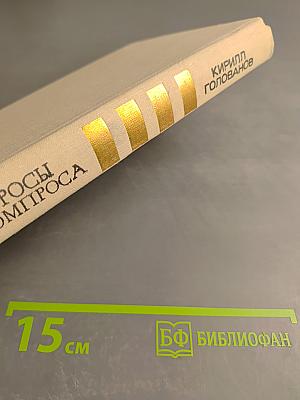 КИРИЛЛ
ГОЛОВАНОВ
РОСЫ
ОМПРОСА
15 см
БФ БИБЛИОФАН